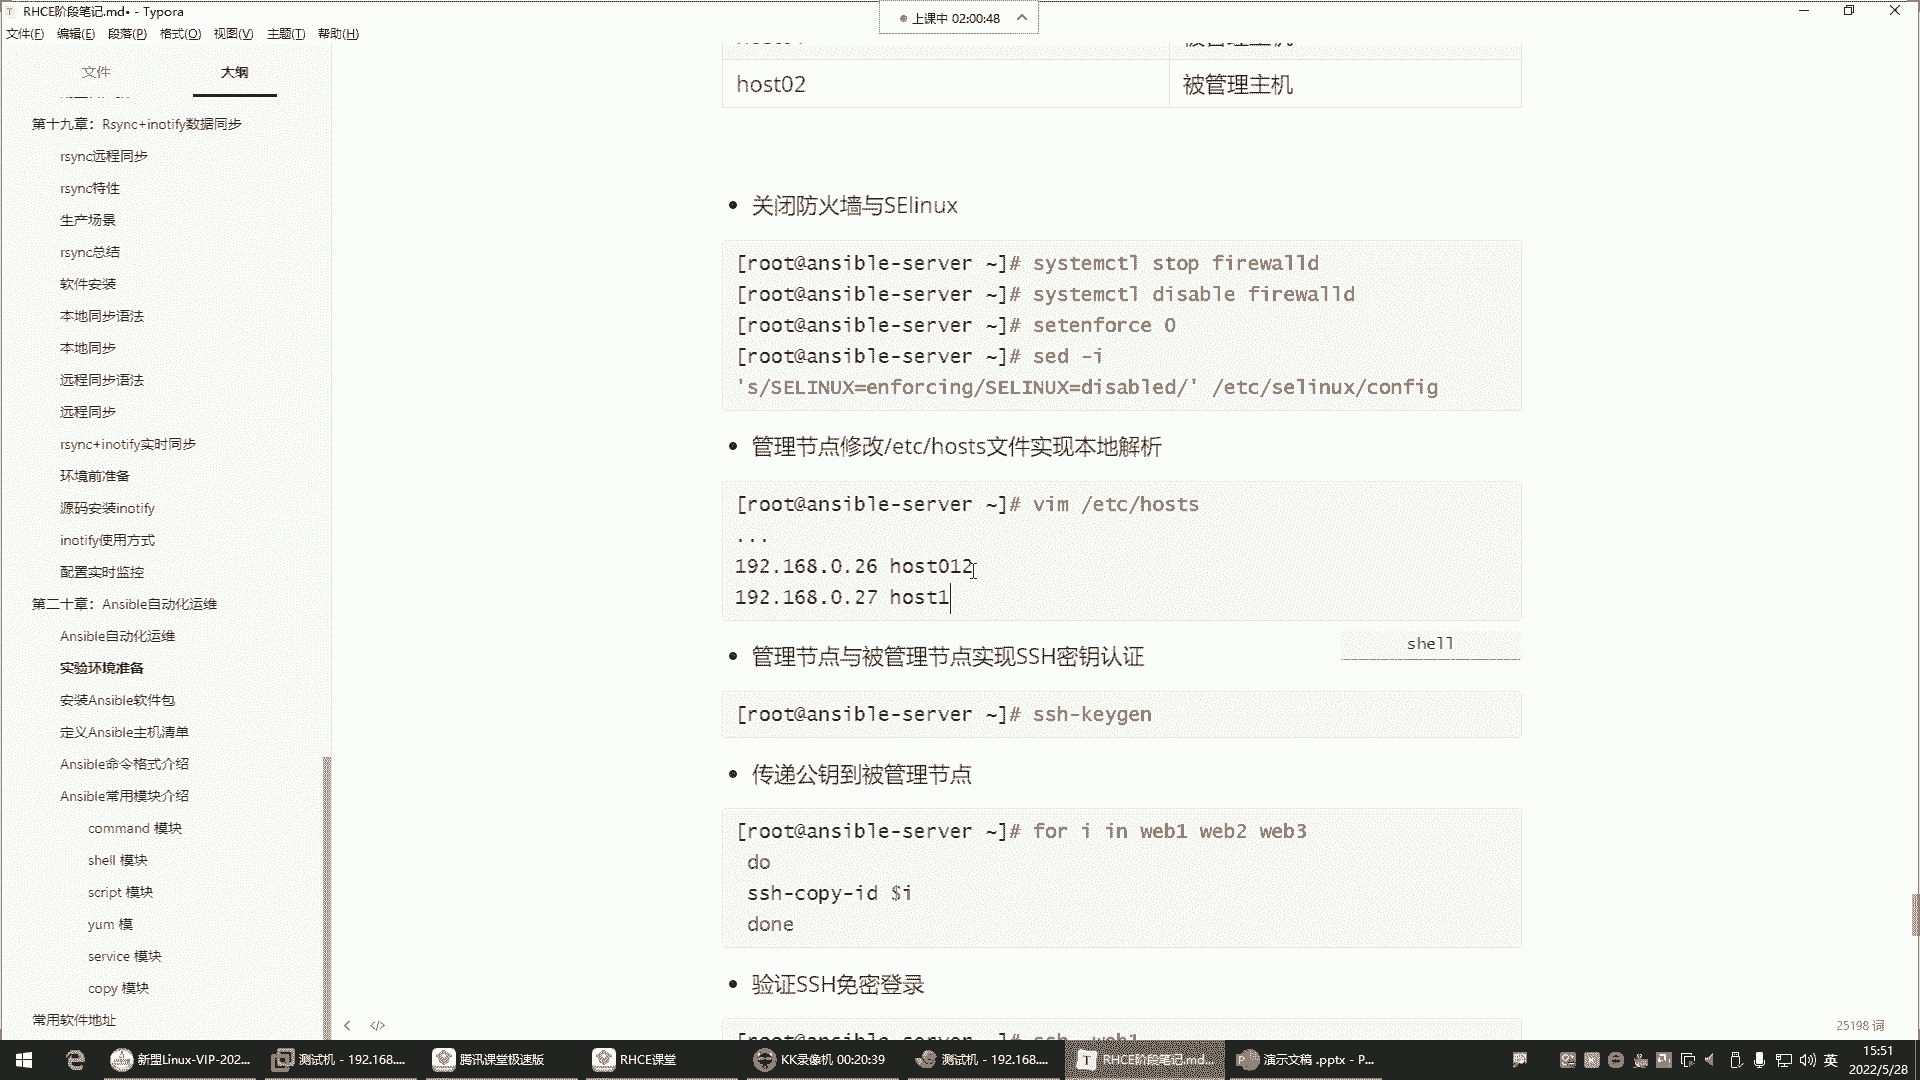 RHCE阶段笔记.md• - Typora
上课中 02:00:48
文件(F) 编辑(E) 段落(P) 格式(O) 视图(V) 主题(T) 帮助(H)
文件 大纲
第十九章：Rsync+inotify数据同步
rsync远程同步
rsync特性
生产场景
rsync总结
软件安装
本地同步语法
本地同步
远程同步语法
远程同步
rsync+inotify实时同步
环境前准备
源码安装inotify
inotify使用方式
配置实时监控
第二十章：Ansible自动化运维
Ansible自动化运维
实验环境准备
安装Ansible软件包
定义Ansible主机清单
Ansible命令格式介绍
Ansible常用模块介绍
command 模块
shell 模块
script 模块
yum 模
service 模块
copy 模块
常用软件地址
host02 被管理主机
关闭防火墙与SElinux
[root@ansible-server ~]# systemctl stop firewalld
[root@ansible-server ~]# systemctl disable firewalld
[root@ansible-server ~]# setenforce 0
[root@ansible-server ~]# sed -i
's/SELINUX=enforcing/SELINUX=disabled/' /etc/selinux/config
管理节点修改/etc/hosts文件实现本地解析
[root@ansible-server ~]# vim /etc/hosts
...
192.168.0.26 host012
192.168.0.27 host1
shell
管理节点与被管理节点实现SSH密钥认证
[root@ansible-server ~]# ssh-keygen
传递公钥到被管理节点
[root@ansible-server ~]# for i in web1 web2 web3
do
ssh-copy-id $i
done
验证SSH免密登录
[root@ansible-server ~]# ssh web1
25198 词
新盟Linux-VIP-202... 测试机 - 192.168.... 腾讯课堂极速版 RHCE课堂 KK录像机 00:20:39 测试机 - 192.168.... RHCE阶段笔记.md... 演示文稿 .pptx - P... 英 15:51
2022/5/28